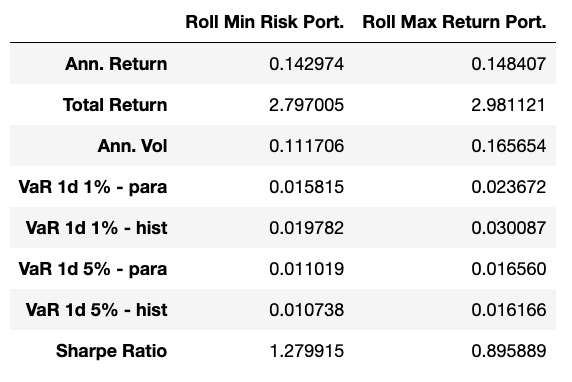 Roll Min Risk Port. Roll Max Return Port.
Ann. Return 0.142974 0.148407
Total Return 2.797005 2.981121
Ann. Vol 0.111706 0.165654
VaR 1d 1% - para 0.015815 0.023672
VaR 1d 1% - hist 0.019782 0.030087
VaR 1d 5% - para 0.011019 0.016560
VaR 1d 5% - hist 0.010738 0.016166
Sharpe Ratio 1.279915 0.895889